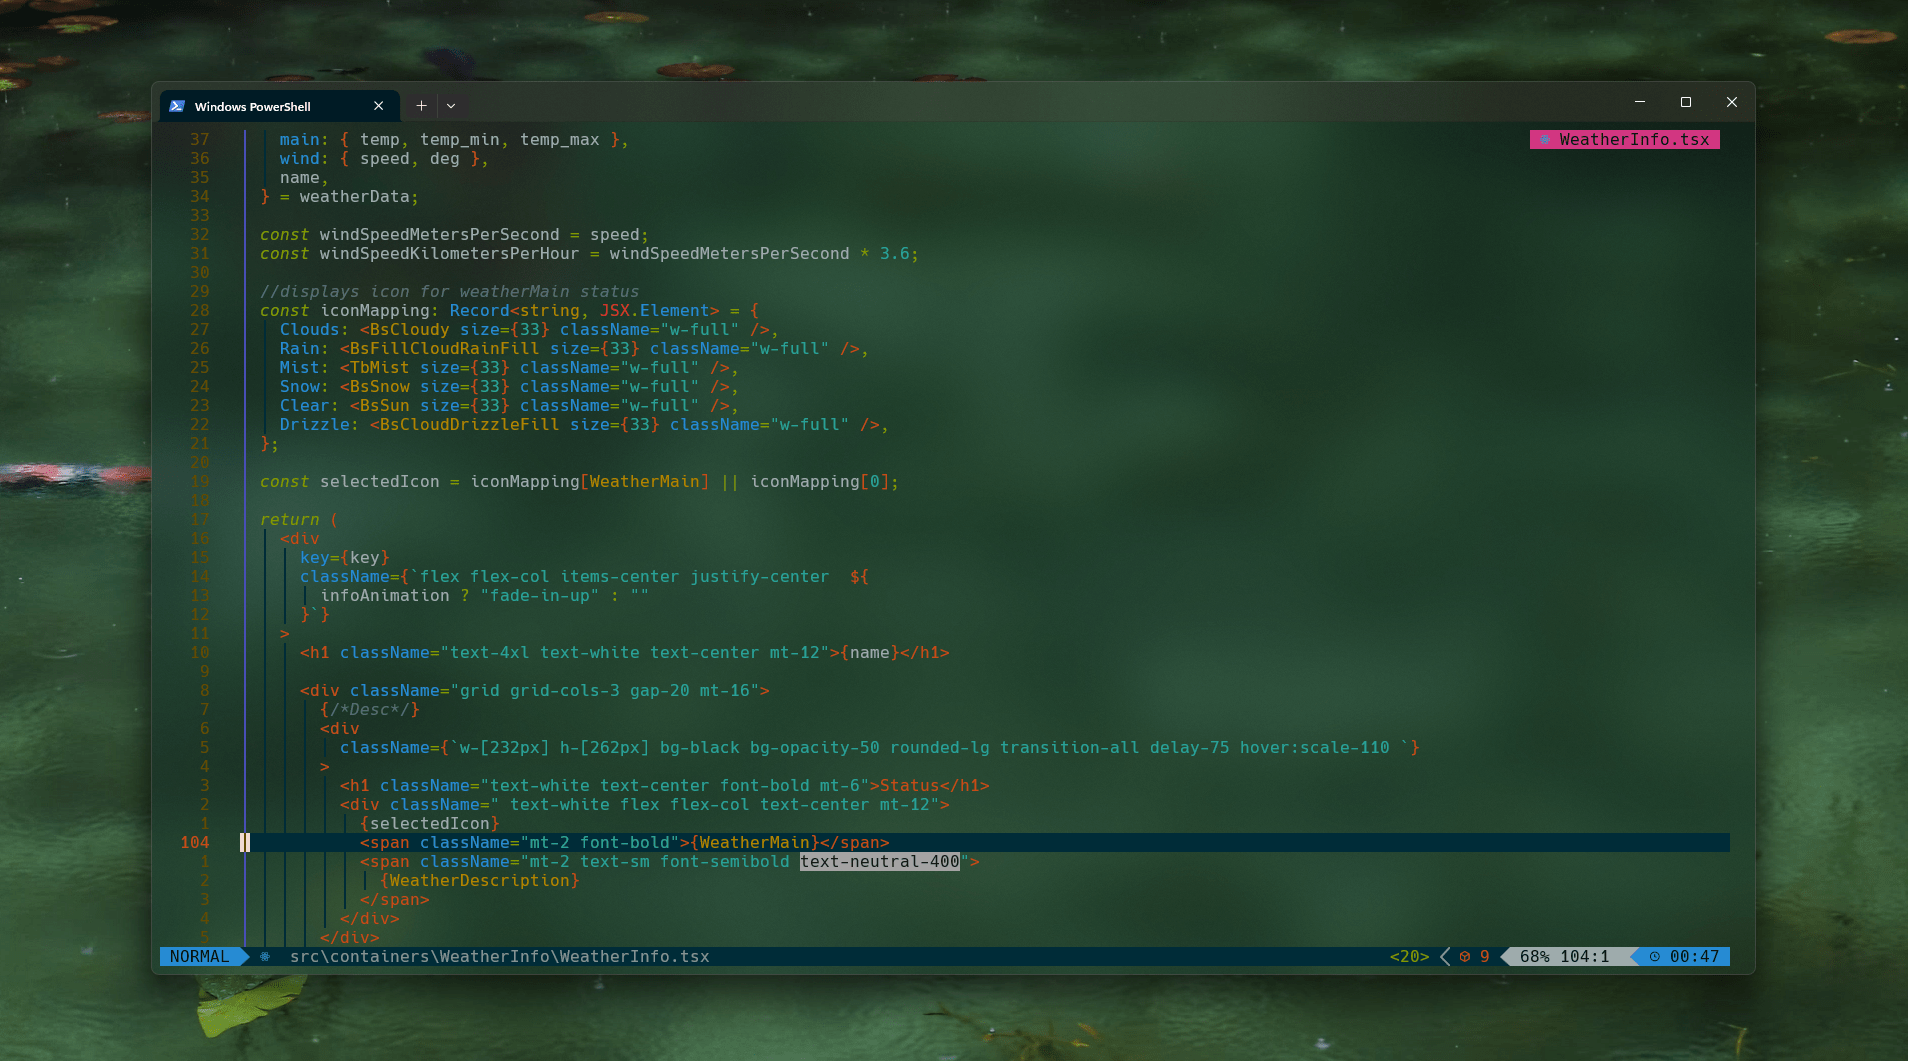 Windows PowerShell
WeatherInfo.tsx
37 main: { temp, temp_min, temp_max },
36 wind: { speed, deg },
35 name,
34 } = weatherData;
33
32 const windSpeedMetersPerSecond = speed;
31 const windSpeedKilometersPerHour = windSpeedMetersPerSecond * 3.6;
30
29 //displays icon for weatherMain status
28 const iconMapping: Record<string, JSX.Element> = {
27 Clouds: <BsCloudy size={33} className="w-full" />,
26 Rain: <BsFillCloudRainFill size={33} className="w-full" />,
25 Mist: <TbMist size={33} className="w-full" />,
24 Snow: <BsSnow size={33} className="w-full" />,
23 Clear: <BsSun size={33} className="w-full" />,
22 Drizzle: <BsCloudDrizzleFill size={33} className="w-full" />,
21 };
20
19 const selectedIcon = iconMapping[WeatherMain] || iconMapping[0];
18
17 return (
16 <div
15 key={key}
14 className={`flex flex-col items-center justify-center  ${
13 infoAnimation ? "fade-in-up" : ""
12 }`}
11 >
10 <h1 className="text-4xl text-white text-center mt-12">{name}</h1>
9
8 <div className="grid grid-cols-3 gap-20 mt-16">
7 {/*Desc*/}
6 <div
5 className={`w-[232px] h-[262px] bg-black bg-opacity-50 rounded-lg transition-all delay-75 hover:scale-110 `}
4 >
3 <h1 className="text-white text-center font-bold mt-6">Status</h1>
2 <div className=" text-white flex flex-col text-center mt-12">
1 {selectedIcon}
104 <span className="mt-2 font-bold">{WeatherMain}</span>
1 <span className="mt-2 text-sm font-semibold text-neutral-400">
2 {WeatherDescription}
3 </span>
4 </div>
5 </div>
NORMAL src\containers\WeatherInfo\WeatherInfo.tsx <20> 9 68% 104:1 00:47